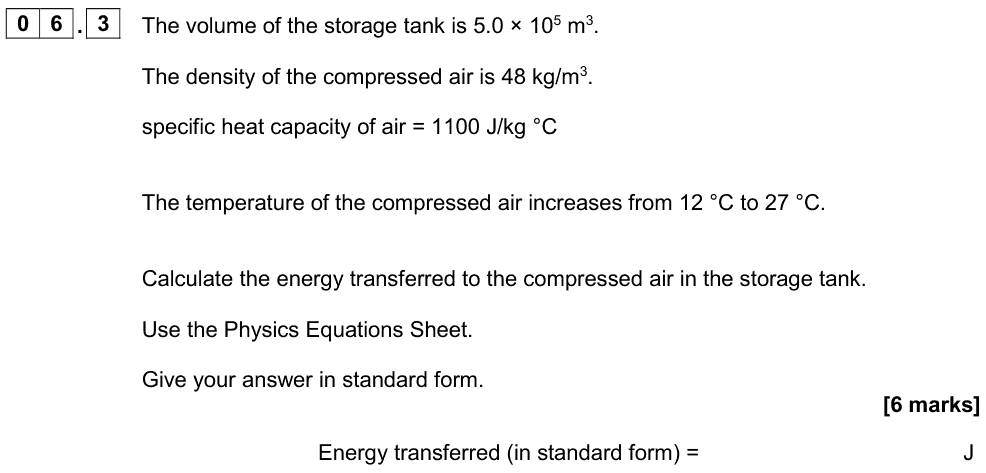 0 6 . 3 The volume of the storage tank is 5.0 × 10⁵ m³.
The density of the compressed air is 48 kg/m³.
specific heat capacity of air = 1100 J/kg °C
The temperature of the compressed air increases from 12 °C to 27 °C.
Calculate the energy transferred to the compressed air in the storage tank.
Use the Physics Equations Sheet.
Give your answer in standard form.
[6 marks]
Energy transferred (in standard form) = J